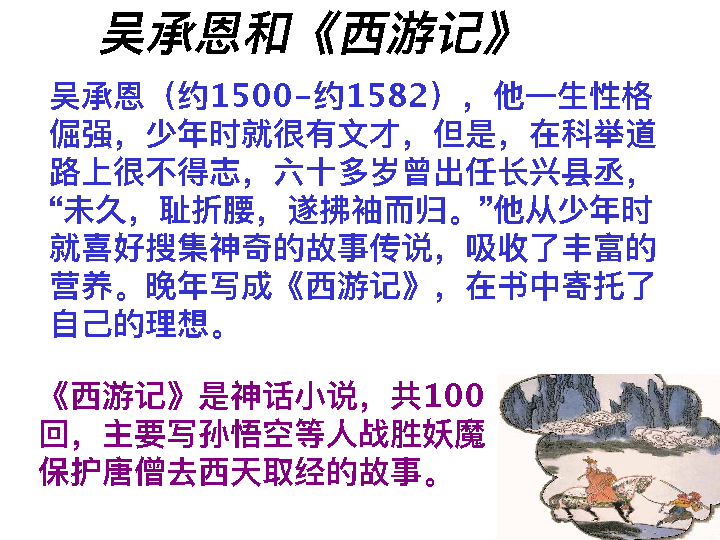 吴承恩和《西游记》
吴承恩（约1500-约1582），他一生性格
倔强，少年时就很有文才，但是，在科举道
路上很不得志，六十多岁曾出任长兴县丞，
“未久，耻折腰，遂拂袖而归。”他从少年时
就喜好搜集神奇的故事传说，吸收了丰富的
营养。晚年写成《西游记》，在书中寄托了
自己的理想。
《西游记》是神话小说，共100
回，主要写孙悟空等人战胜妖魔
保护唐僧去西天取经的故事。